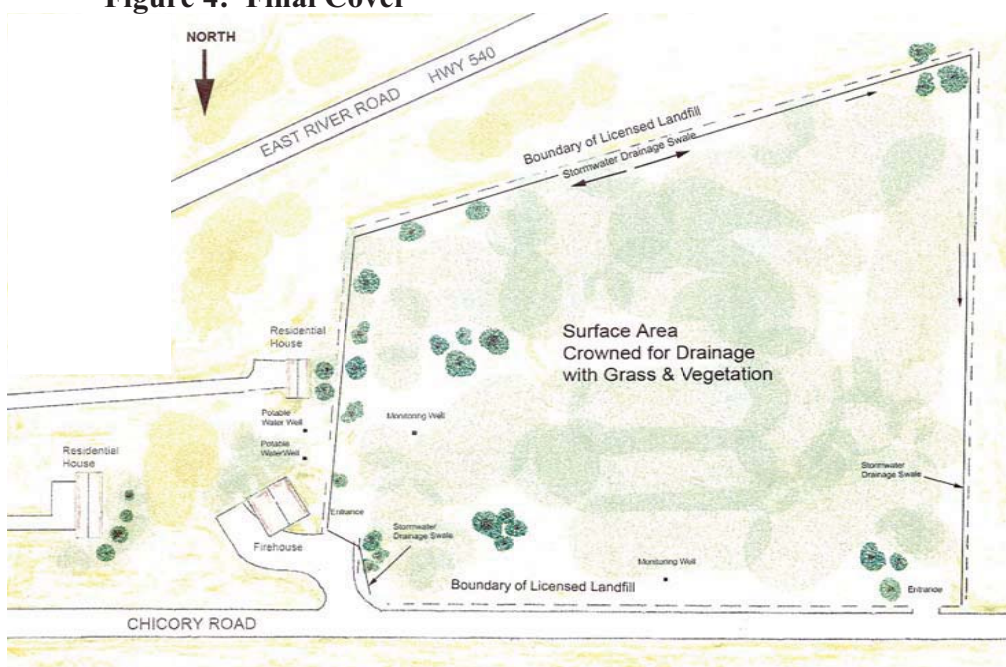 Figure 4: Final Cover
NORTH
EAST RIVER ROAD HWY 540
Boundary of Licensed Landfill
Stormwater Drainage Swale
Surface Area
Crowned for Drainage
with Grass & Vegetation
Residential
House
Potable
Water Well
Monitoring Well
Potable
WaterWell
Residential
House
Stormwater
Drainage Swale
Entrance
Stormwater
Drainage Swale
Firehouse
Monitoring Well
Boundary of Licensed Landfill
Entrance
CHICORY ROAD